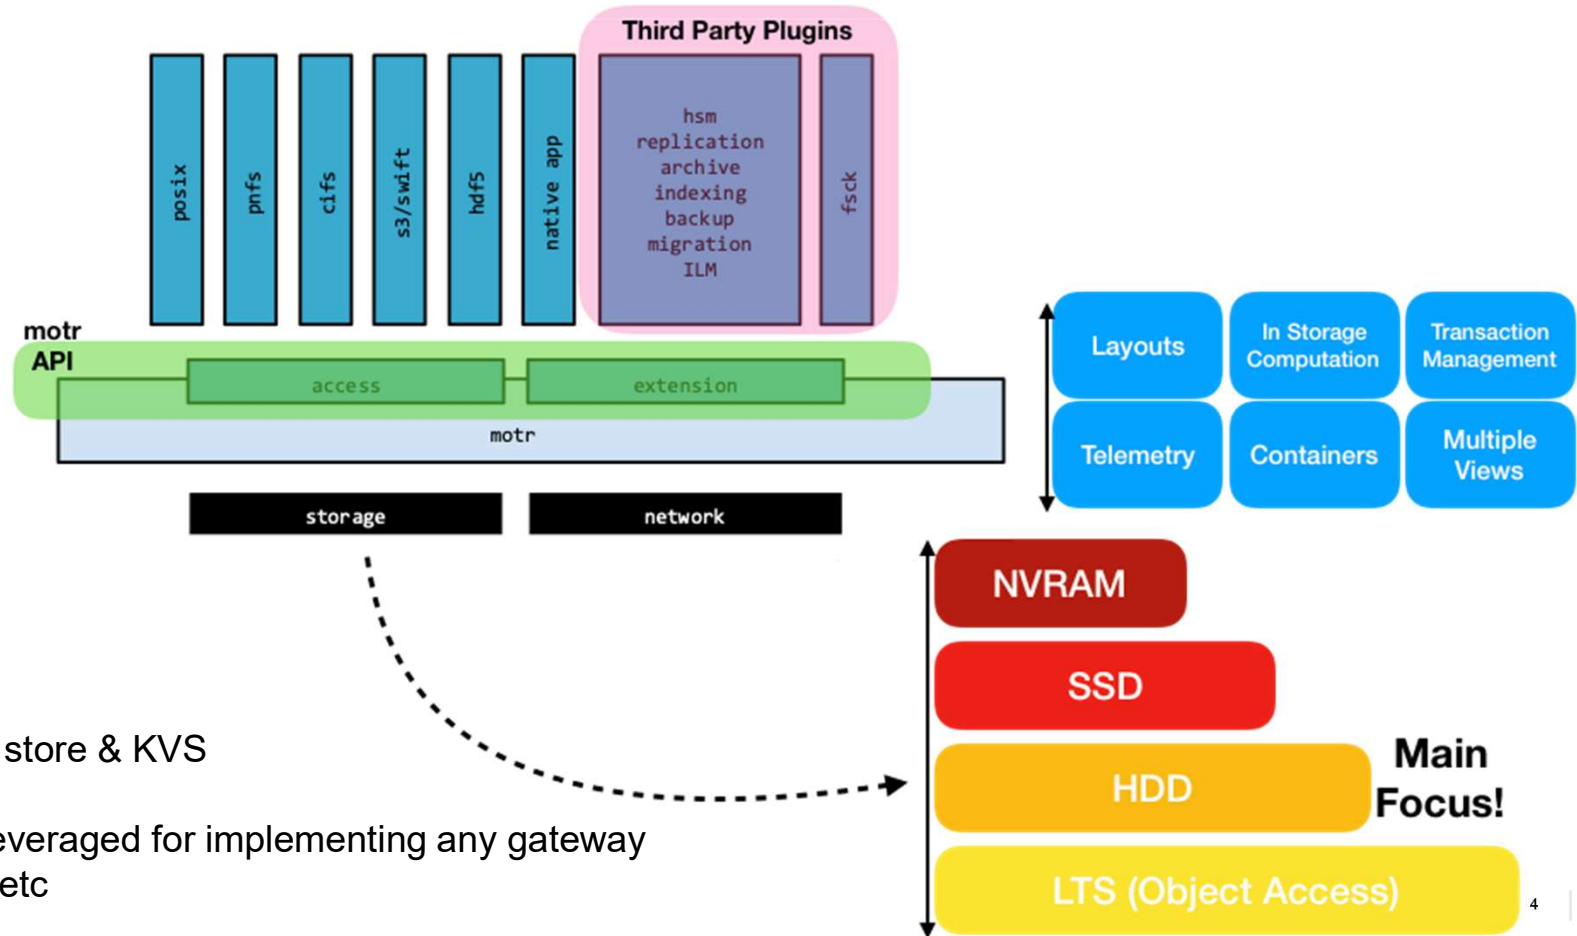 Third Party Plugins
posix
pnfs
cifs
s3/swift
hdf5
native app
hsm
replication
archive
indexing
backup
migration
ILM
fsck
motr
API
access
extension
motr
storage
network
Layouts
In Storage
Computation
Transaction
Management
Telemetry
Containers
Multiple
Views
NVRAM
SSD
HDD
Main
Focus!
LTS (Object Access)
store & KVS
everaged for implementing any gateway
etc
4